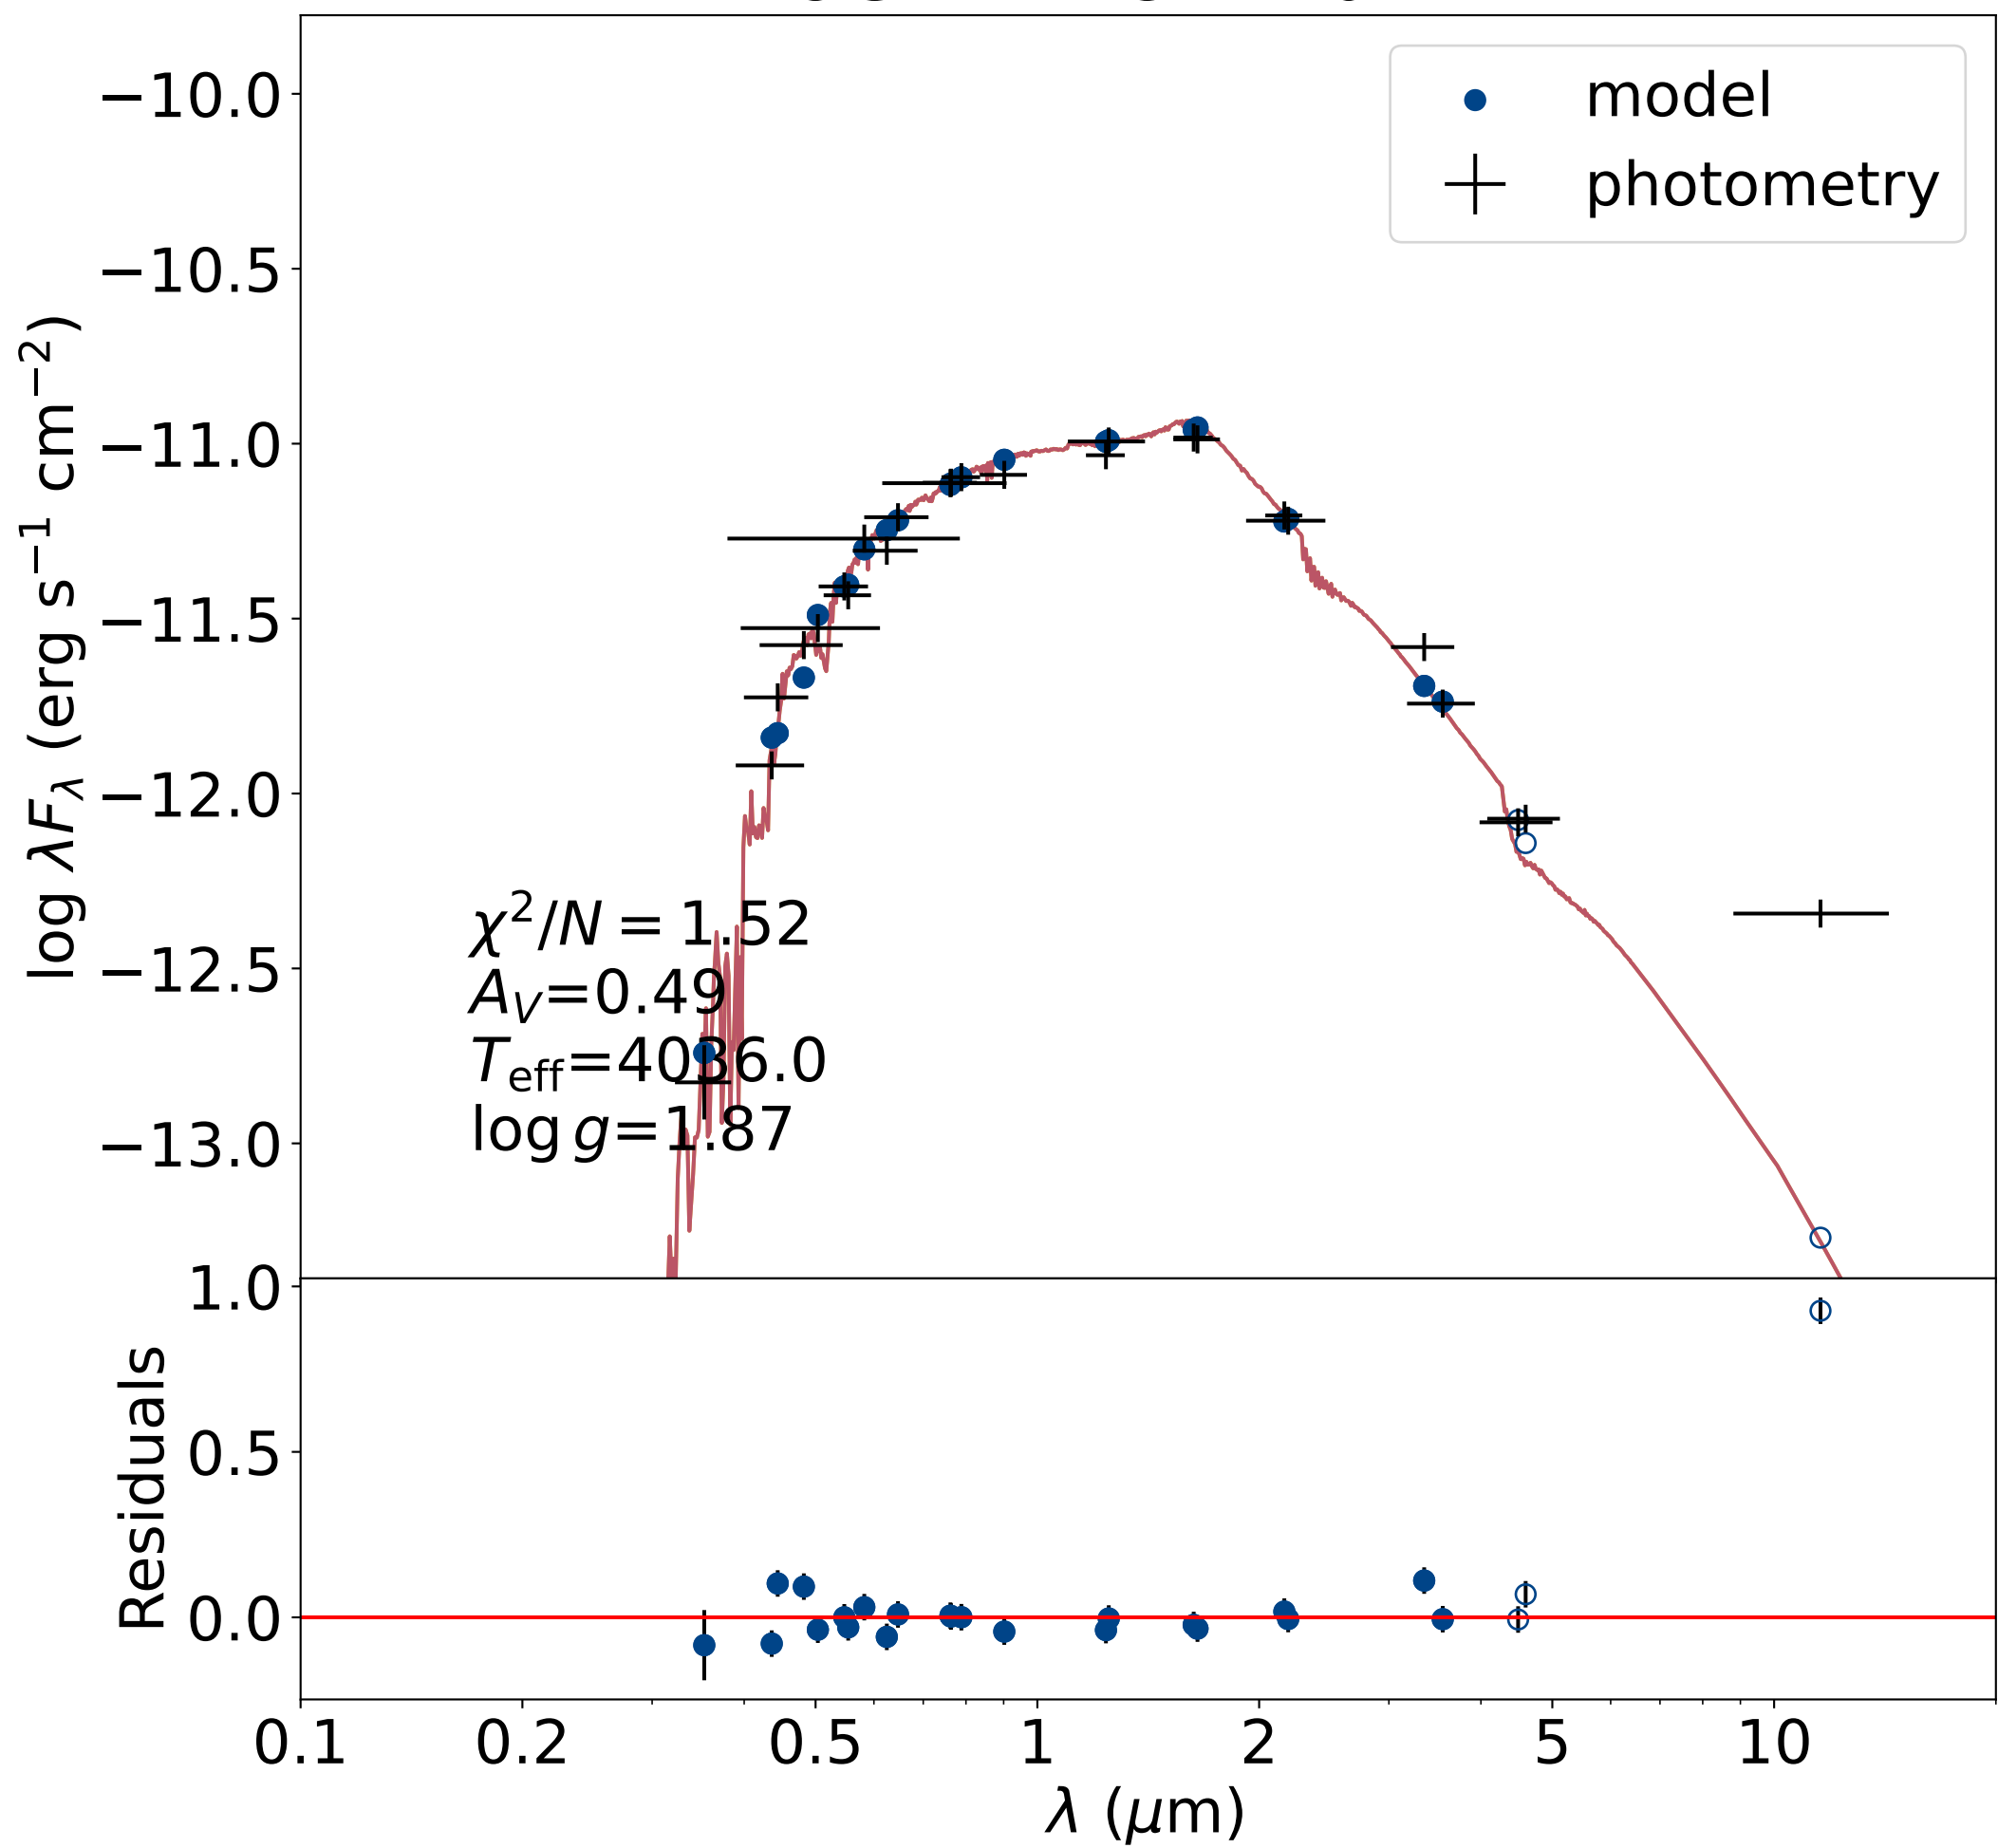 −10.0
−10.5
−11.0
−11.5
−12.0
−12.5
−13.0
log λF_λ (erg s⁻¹ cm⁻²)
model
photometry
χ²/N = 1.52
A_V=0.49
T_eff=4036.0
log g=1.87
1.0
0.5
0.0
Residuals
0.1 0.2 0.5 1 2 5 10
λ (μm)